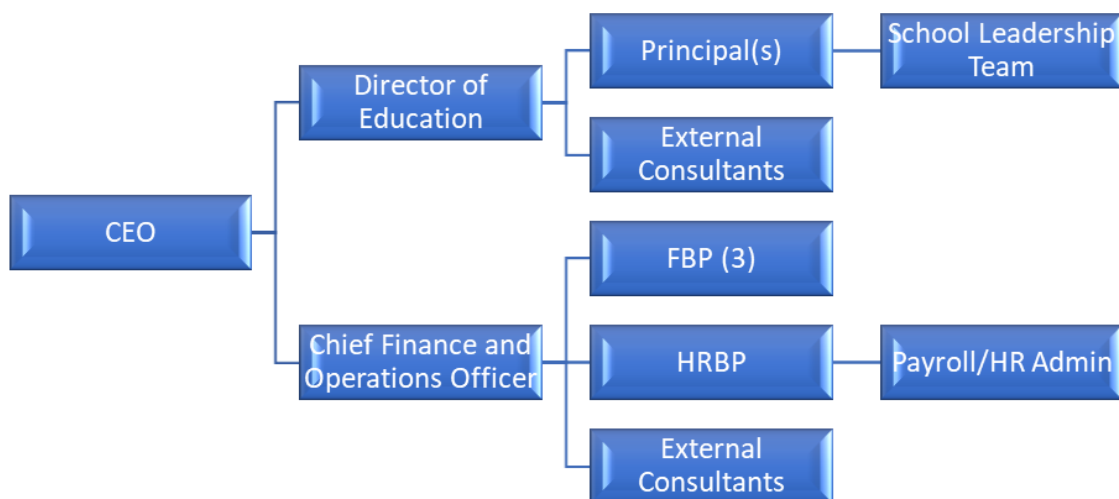 CEO
Director of
Education
Principal(s)
School Leadership
Team
External
Consultants
Chief Finance and
Operations Officer
FBP (3)
HRBP
Payroll/HR Admin
External
Consultants